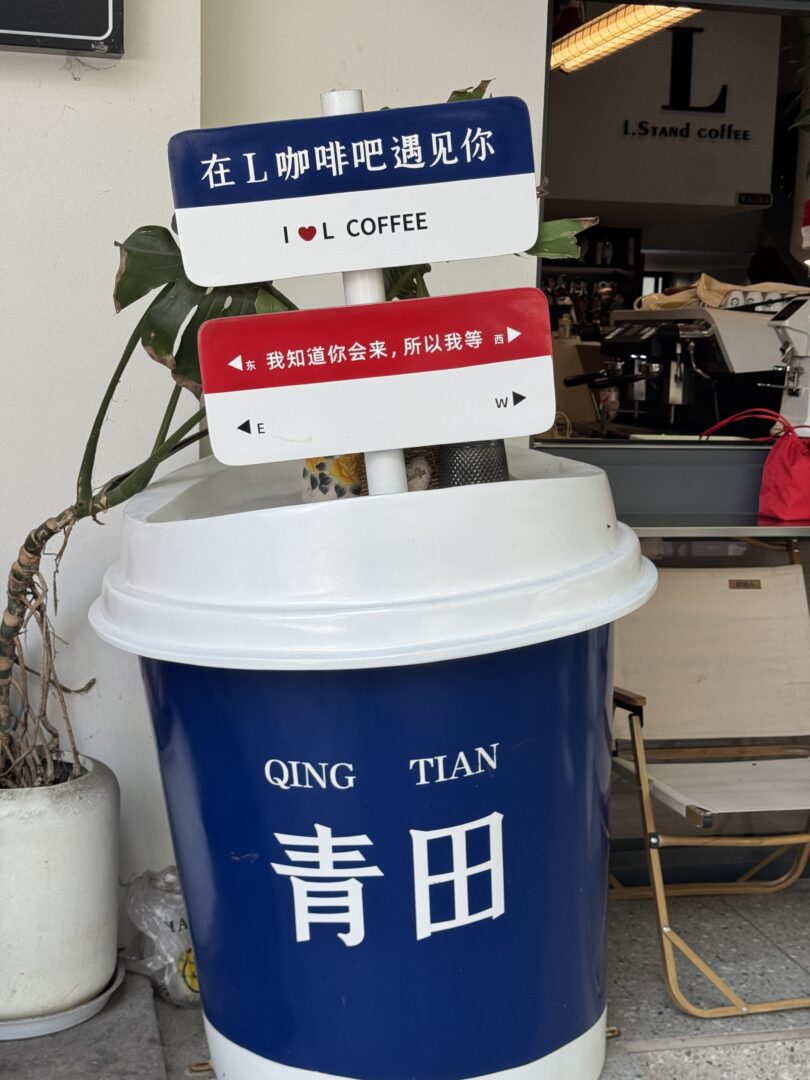 L
L.STAND COFFEE
在L咖啡吧遇见你
I ❤ L COFFEE
东 我知道你会来，所以我等 西
E W
QING TIAN
青田